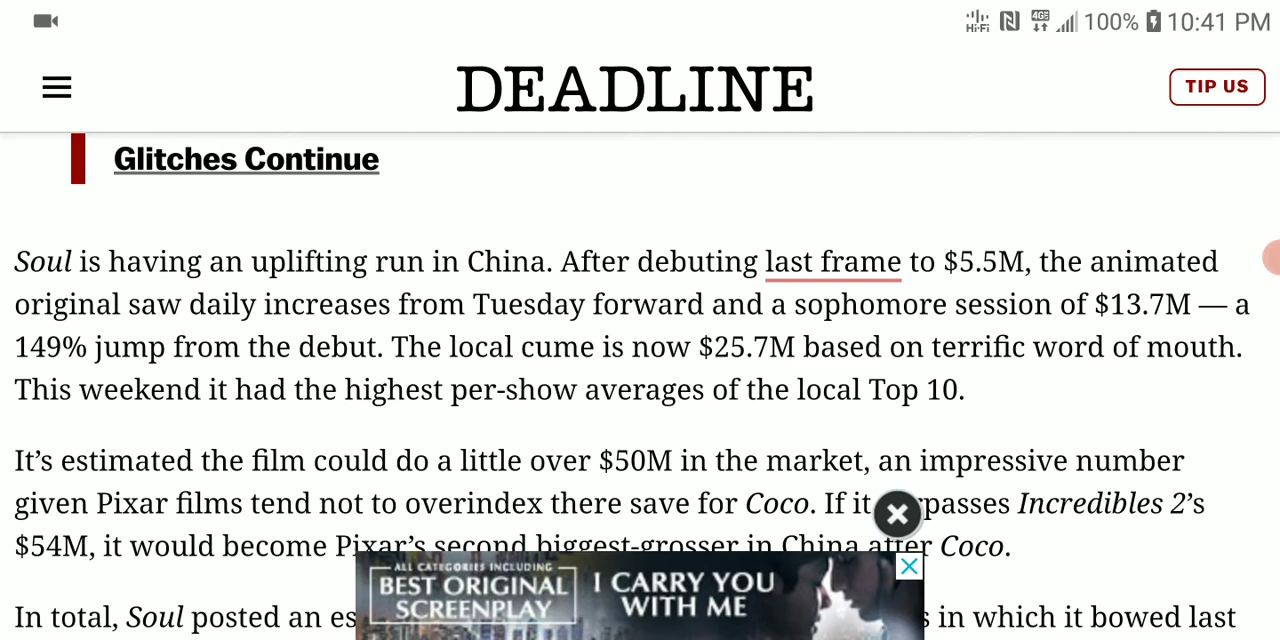 Hi-Fi 4GE 100% 10:41 PM
DEADLINE
TIP US
Glitches Continue
Soul is having an uplifting run in China. After debuting last frame to $5.5M, the animated
original saw daily increases from Tuesday forward and a sophomore session of $13.7M — a
149% jump from the debut. The local cume is now $25.7M based on terrific word of mouth.
This weekend it had the highest per-show averages of the local Top 10.
It’s estimated the film could do a little over $50M in the market, an impressive number
given Pixar films tend not to overindex there save for Coco. If it passes Incredibles 2’s
$54M, it would become Pixar’s second biggest-grosser in China after Coco.
In total, Soul posted an es s in which it bowed last
ALL CATEGORIES INCLUDING
BEST ORIGINAL
SCREENPLAY
I CARRY YOU
WITH ME